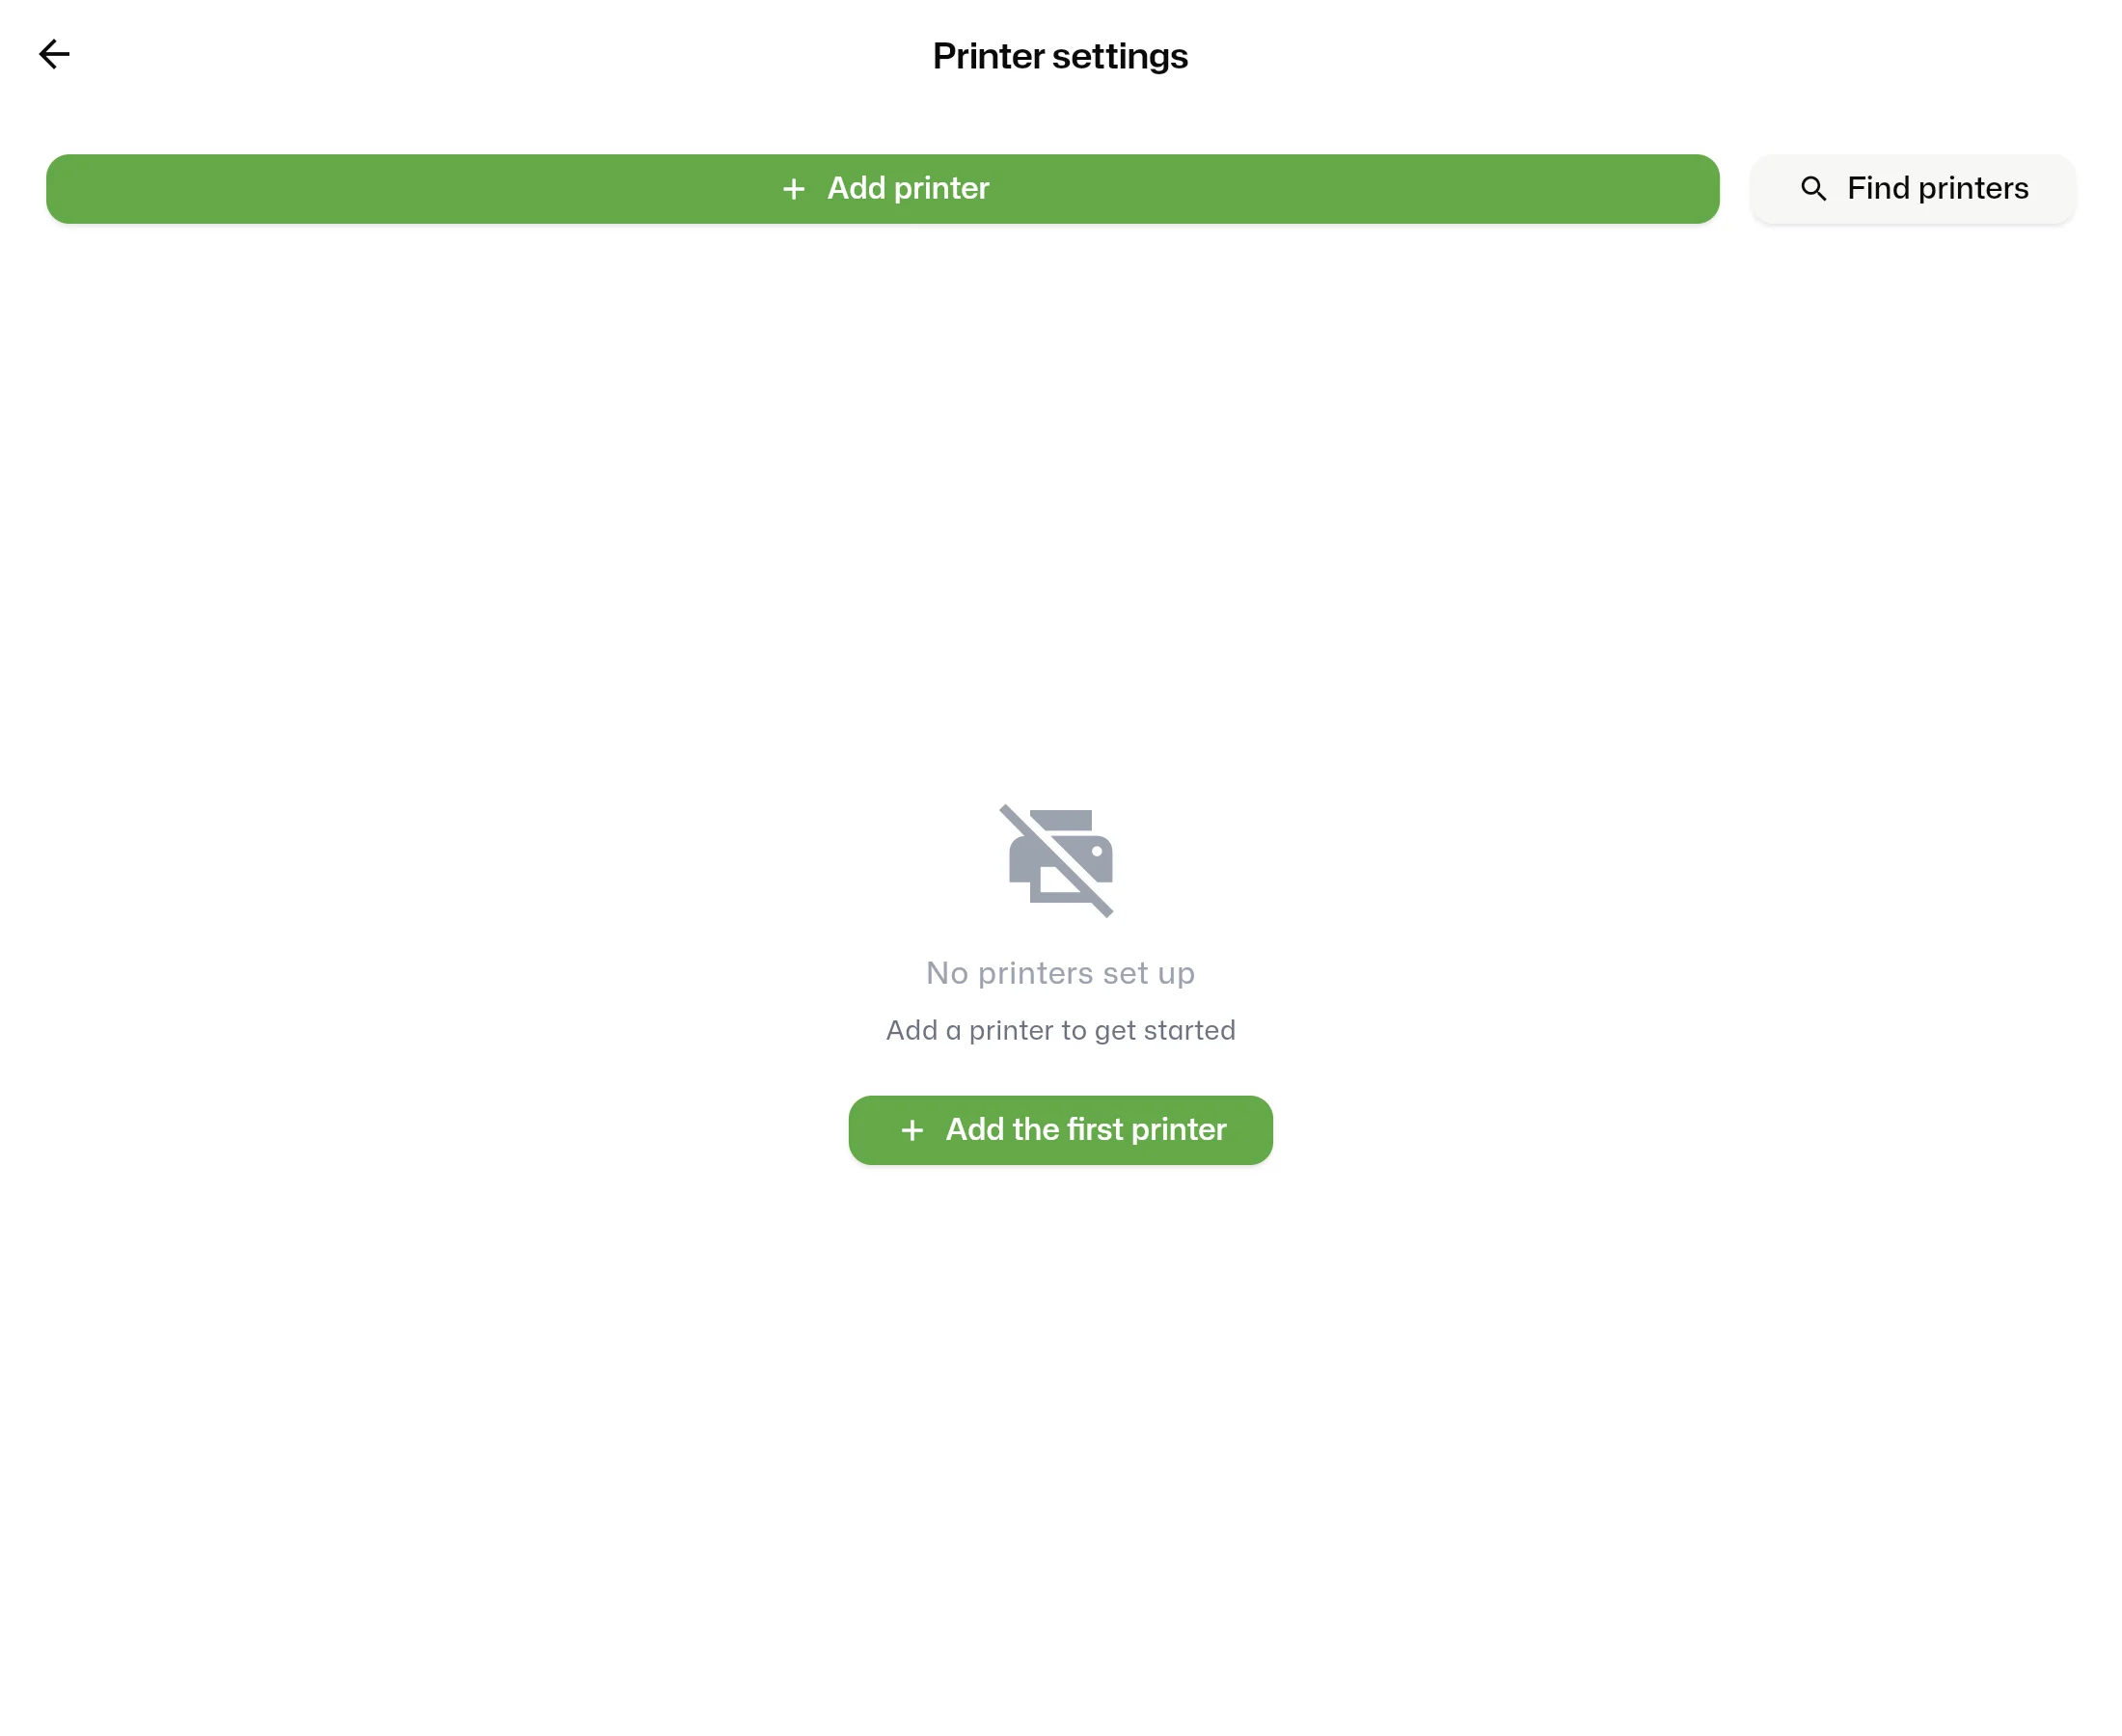 Printer settings
Add printer
Find printers
No printers set up
Add a printer to get started
Add the first printer